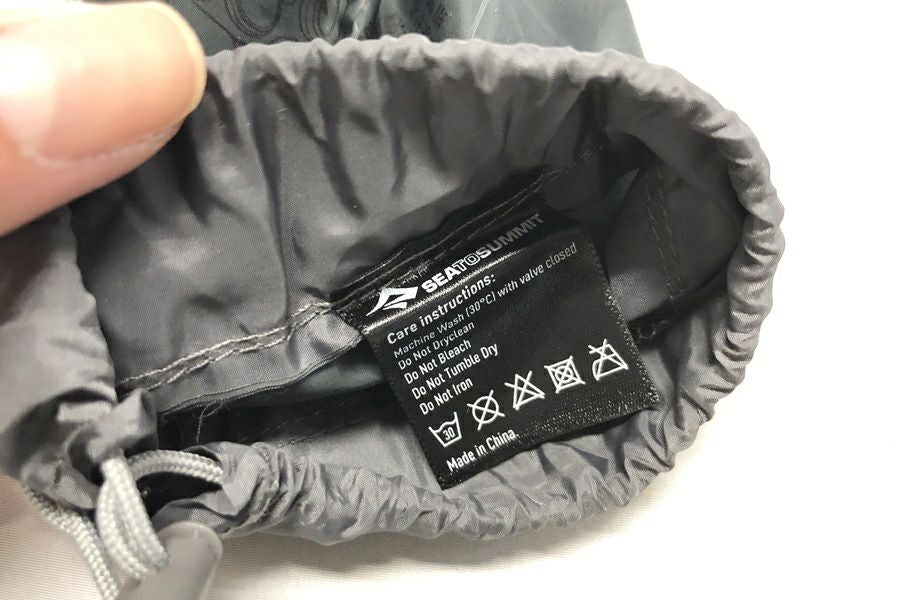 SEATOSUMMIT
Care instructions:
Machine Wash (30°C) with valve closed
Do Not Dryclean
Do Not Bleach
Do Not Tumble Dry
Do Not Iron
30
Made in China.